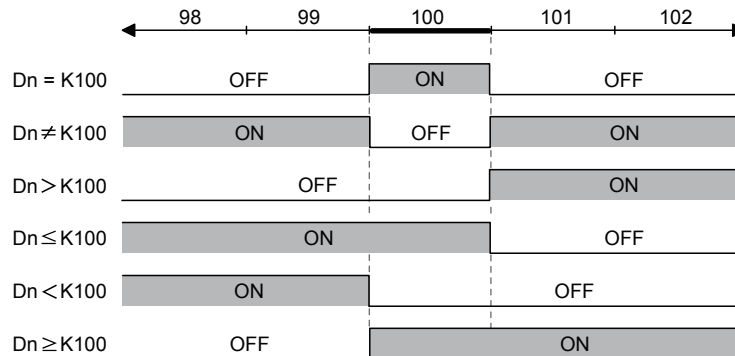 98 99 100 101 102
Dn = K100 OFF ON OFF
Dn ≠ K100 ON OFF ON
Dn > K100 OFF ON
Dn ≤ K100 ON OFF
Dn < K100 ON OFF
Dn ≥ K100 OFF ON